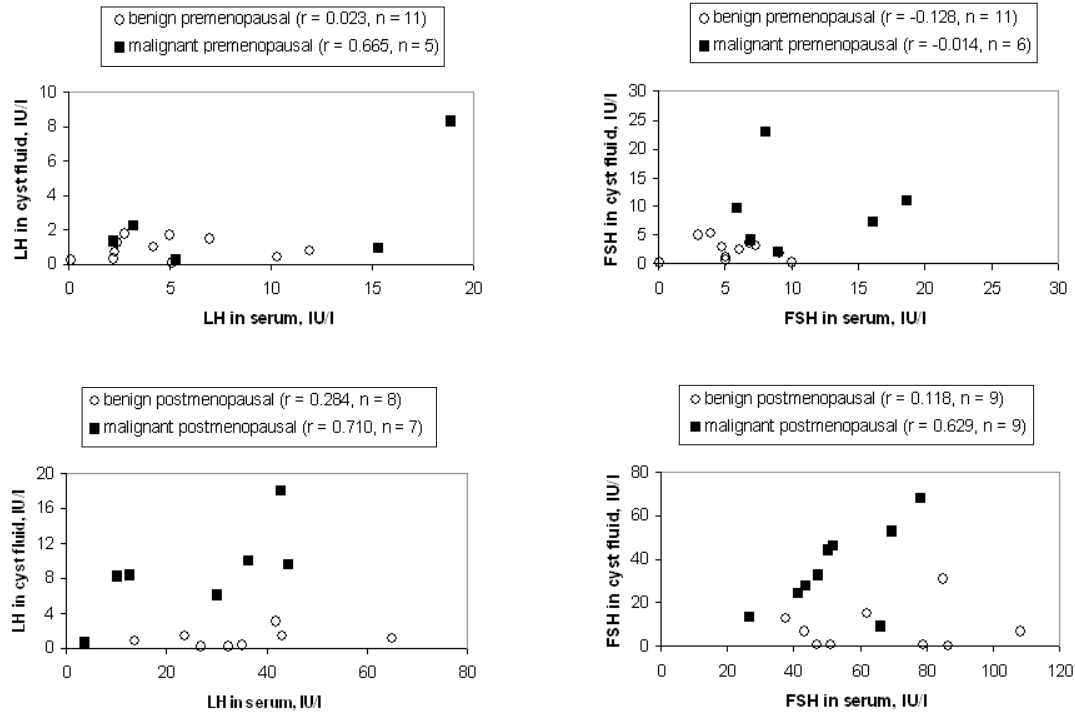 benign premenopausal (r = 0.023, n = 11)
malignant premenopausal (r = 0.665, n = 5)
10
8
6
4
2
0
LH in cyst fluid, IU/l
0 5 10 15 20
LH in serum, IU/l
benign premenopausal (r = -0.128, n = 11)
malignant premenopausal (r = -0.014, n = 6)
30
25
20
15
10
5
0
FSH in cyst fluid, IU/l
0 5 10 15 20 25 30
FSH in serum, IU/l
benign postmenopausal (r = 0.284, n = 8)
malignant postmenopausal (r = 0.710, n = 7)
20
16
12
8
4
0
LH in cyst fluid, IU/l
0 20 40 60 80
LH in serum, IU/l
benign postmenopausal (r = 0.118, n = 9)
malignant postmenopausal (r = 0.629, n = 9)
80
60
40
20
0
FSH in cyst fluid, IU/l
0 20 40 60 80 100 120
FSH in serum, IU/l